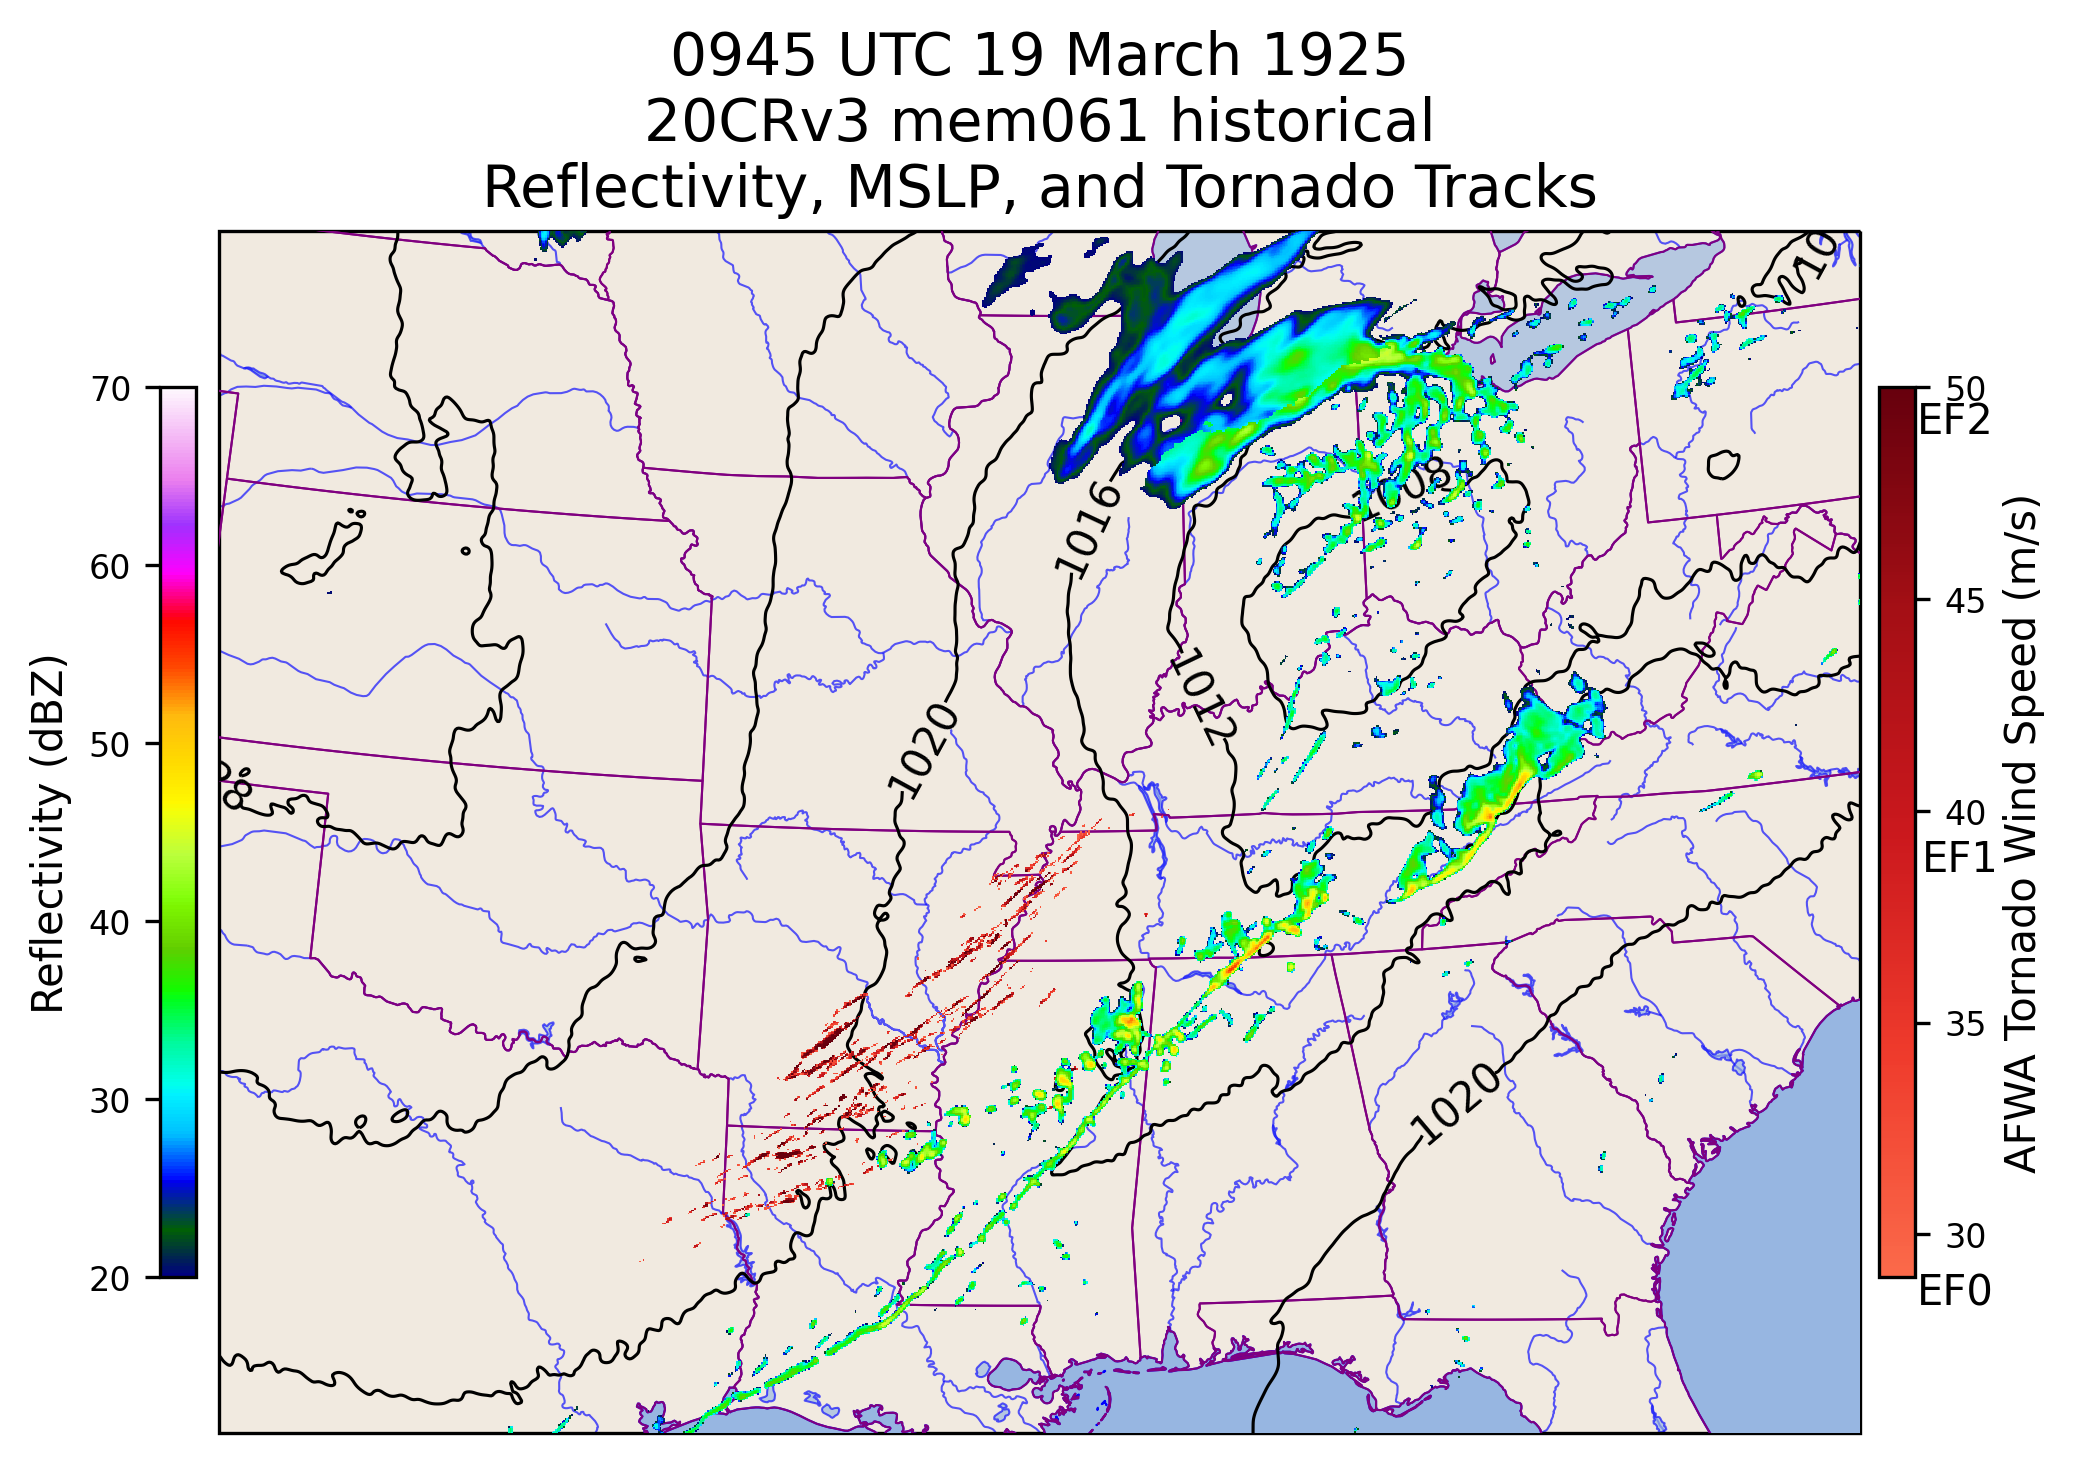 0945 UTC 19 March 1925
20CRv3 mem061 historical
Reflectivity, MSLP, and Tornado Tracks
Reflectivity (dBZ)
70
60
50
40
30
20
1016
1008
1012
1020
1020
10
8
50
EF2
45
40
EF1
35
30
EF0
AFWA Tornado Wind Speed (m/s)